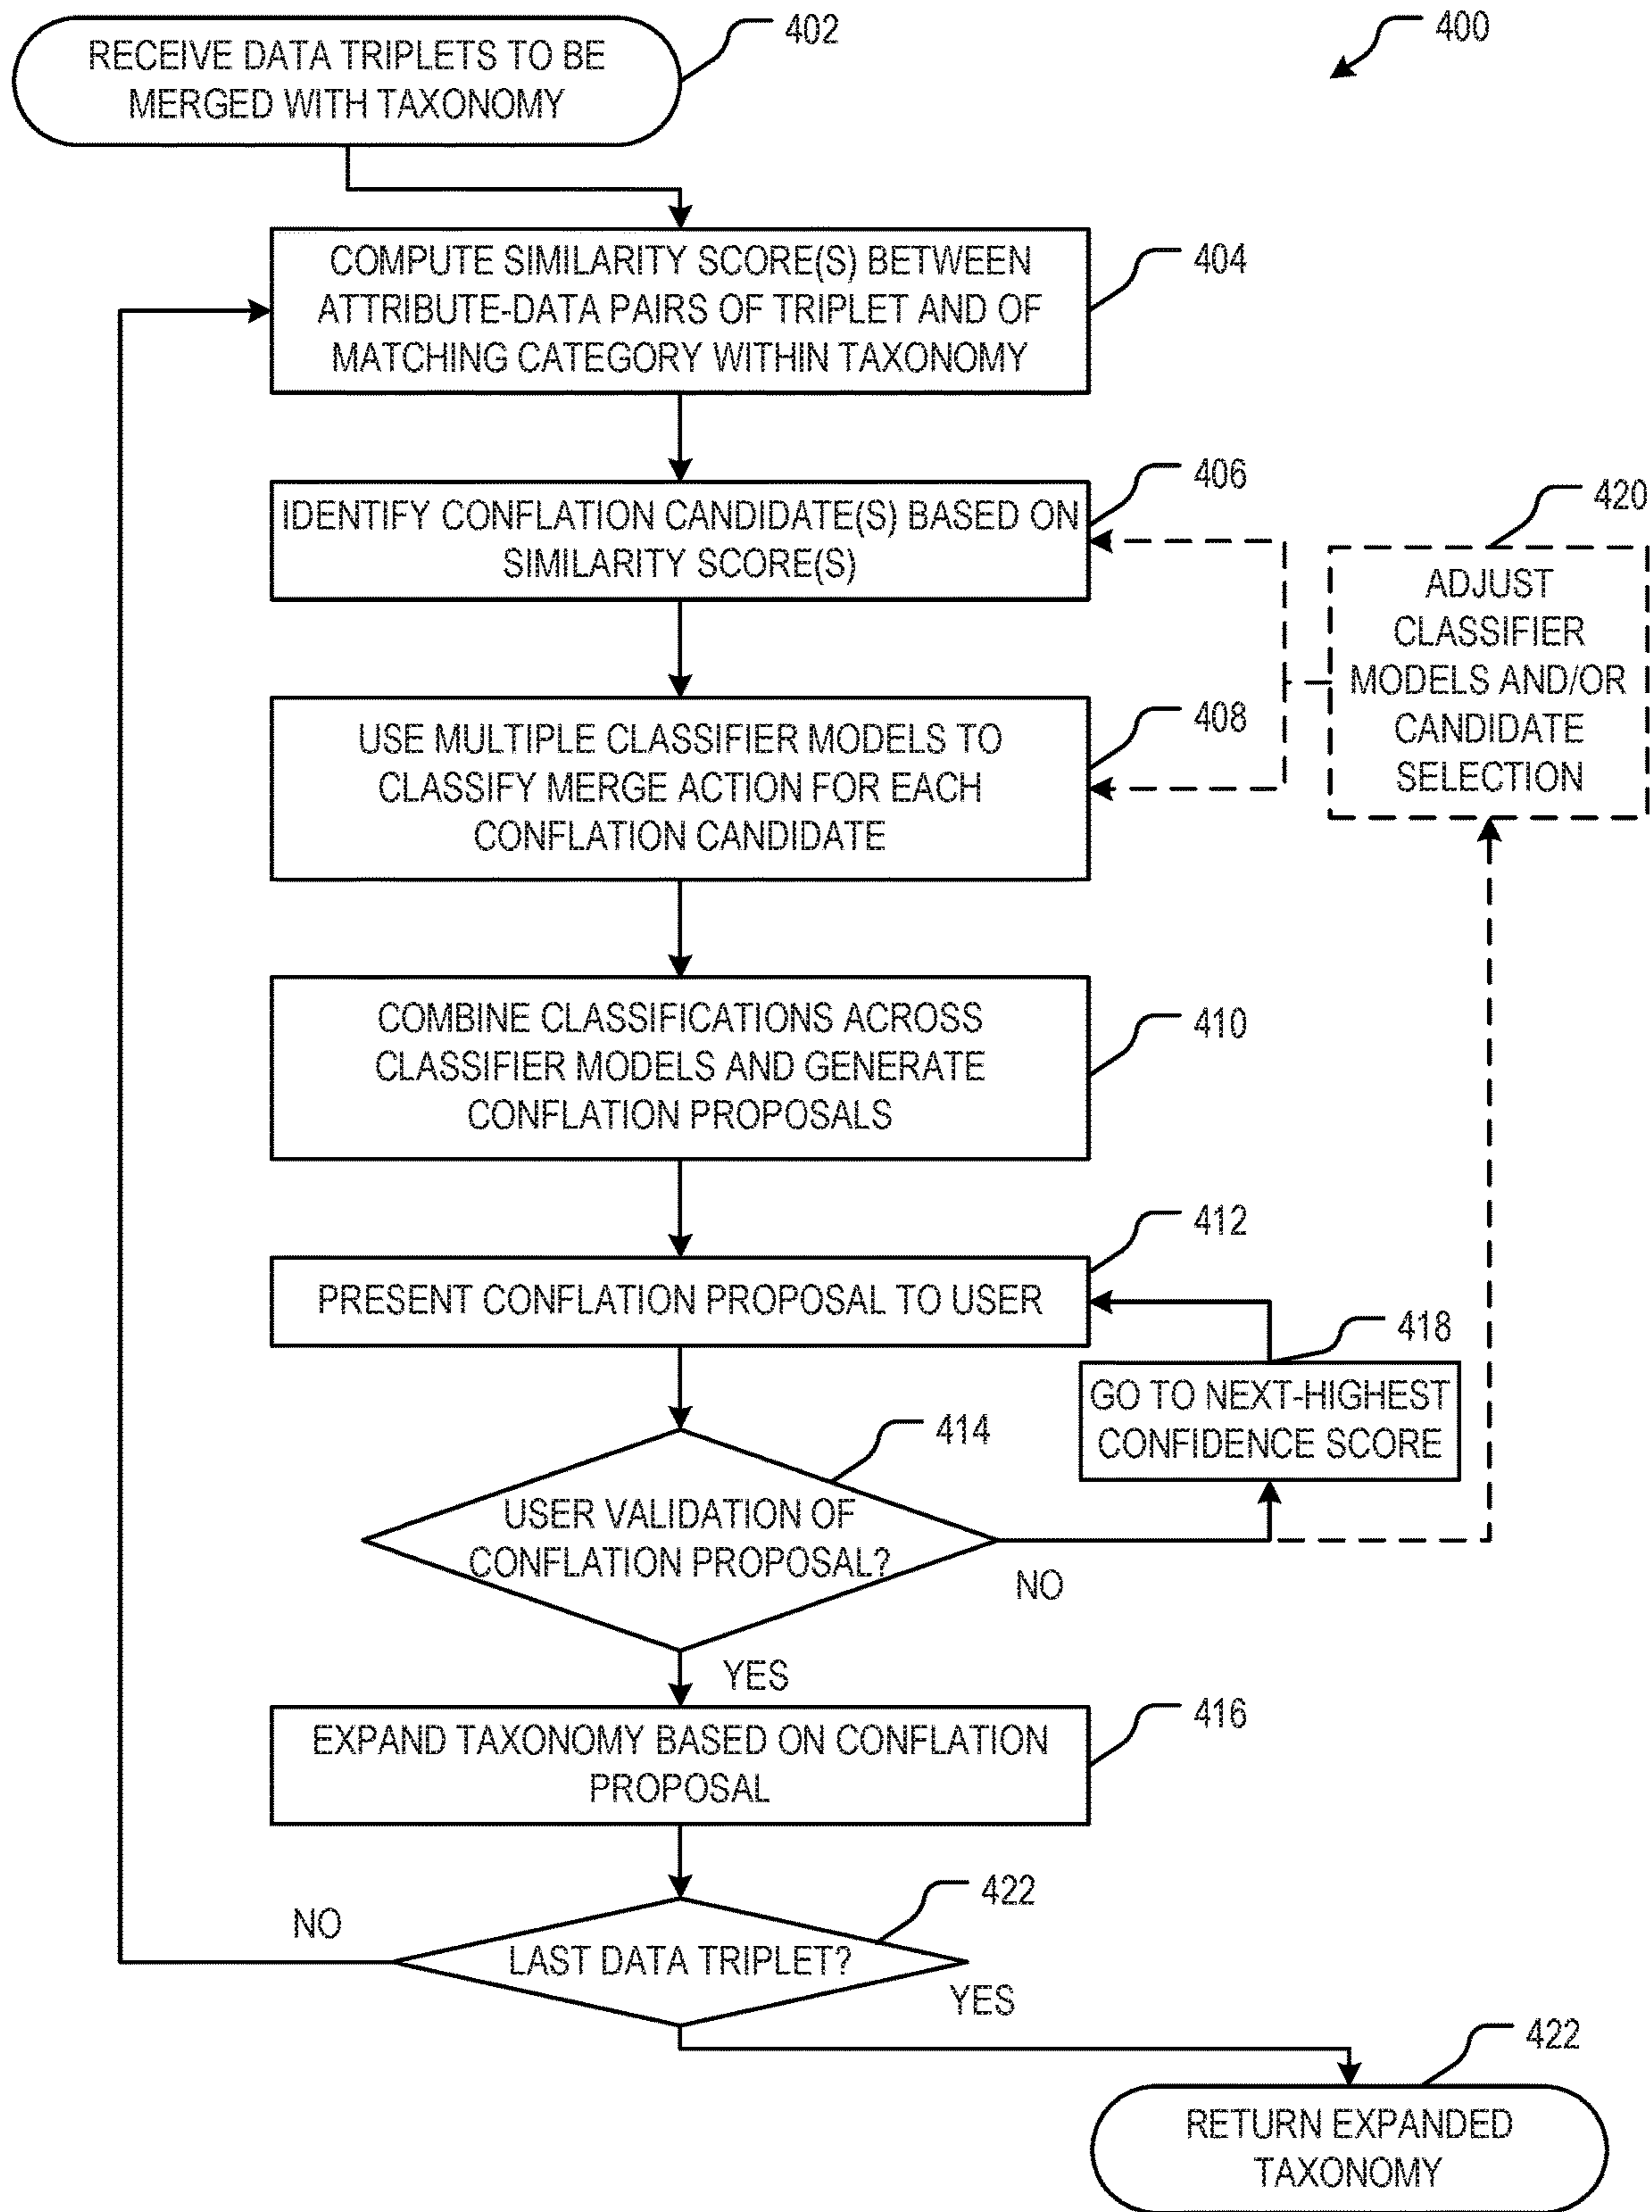 RECEIVE DATA TRIPLETS TO BE
MERGED WITH TAXONOMY
402
400
COMPUTE SIMILARITY SCORE(S) BETWEEN
ATTRIBUTE-DATA PAIRS OF TRIPLET AND OF
MATCHING CATEGORY WITHIN TAXONOMY
404
IDENTIFY CONFLATION CANDIDATE(S) BASED ON
SIMILARITY SCORE(S)
406
420
ADJUST
CLASSIFIER
MODELS AND/OR
CANDIDATE
SELECTION
USE MULTIPLE CLASSIFIER MODELS TO
CLASSIFY MERGE ACTION FOR EACH
CONFLATION CANDIDATE
408
COMBINE CLASSIFICATIONS ACROSS
CLASSIFIER MODELS AND GENERATE
CONFLATION PROPOSALS
410
PRESENT CONFLATION PROPOSAL TO USER
412
418
GO TO NEXT-HIGHEST
CONFIDENCE SCORE
414
USER VALIDATION OF
CONFLATION PROPOSAL?
NO
YES
EXPAND TAXONOMY BASED ON CONFLATION
PROPOSAL
416
422
NO
LAST DATA TRIPLET?
YES
422
RETURN EXPANDED
TAXONOMY